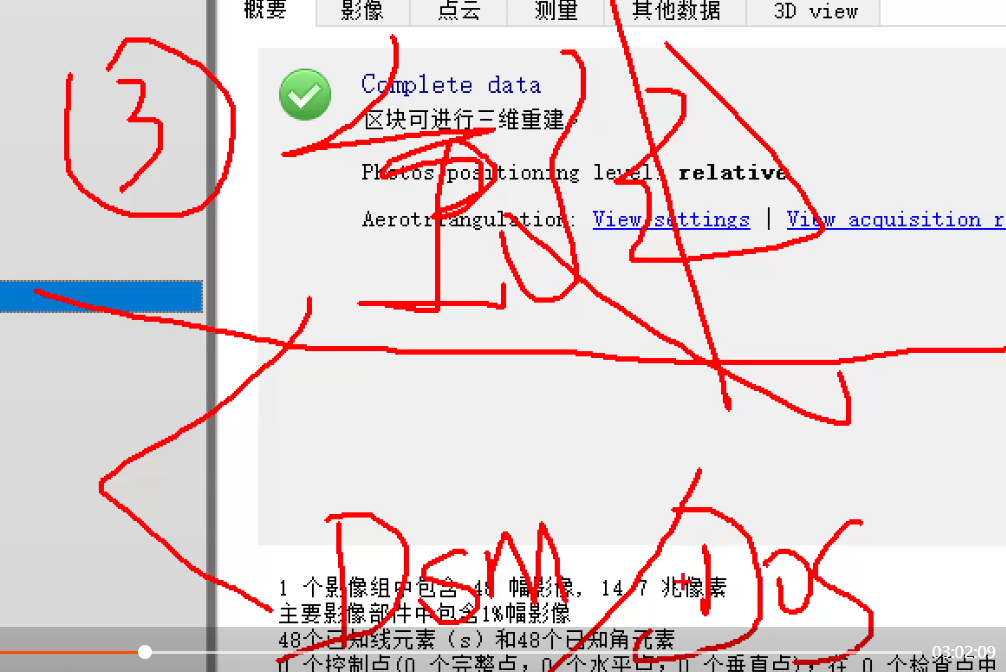 概要 影像 点云 测量 其他数据 3D view
3
Complete data
区块可进行三维重建。
Photos positioning level: relative
Aerotriangulation: View settings | View acquisition r
DSM / DOS
1 个影像组中包含 48 幅影像, 14.7 兆像素
主要影像部件中包含1%幅影像
48个已知线元素 (s) 和48个已知角元素
0 个控制点(0 个完整点, 0 个水平点, 0 个垂直点), 在 0 个检查点中
03:02:09